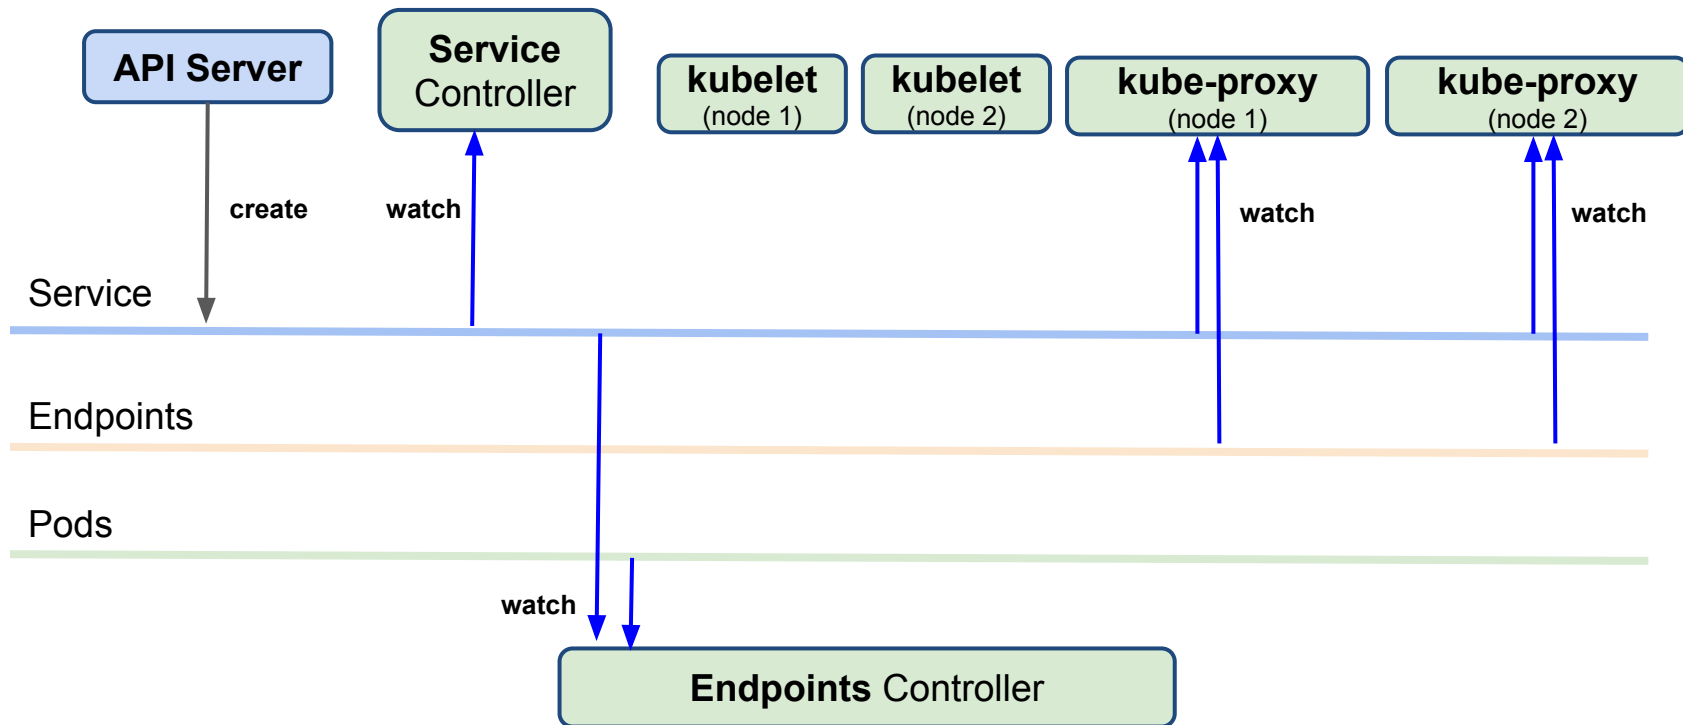 API Server
Service
Controller
kubelet
(node 1)
kubelet
(node 2)
kube-proxy
(node 1)
kube-proxy
(node 2)
create
watch
watch
watch
Service
Endpoints
Pods
watch
Endpoints Controller